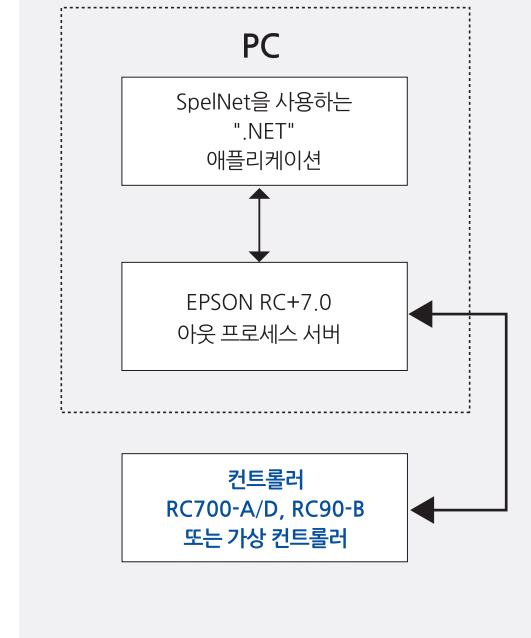 PC
SpelNet을 사용하는
".NET"
애플리케이션
EPSON RC+7.0
아웃 프로세스 서버
컨트롤러
RC700-A/D, RC90-B
또는 가상 컨트롤러